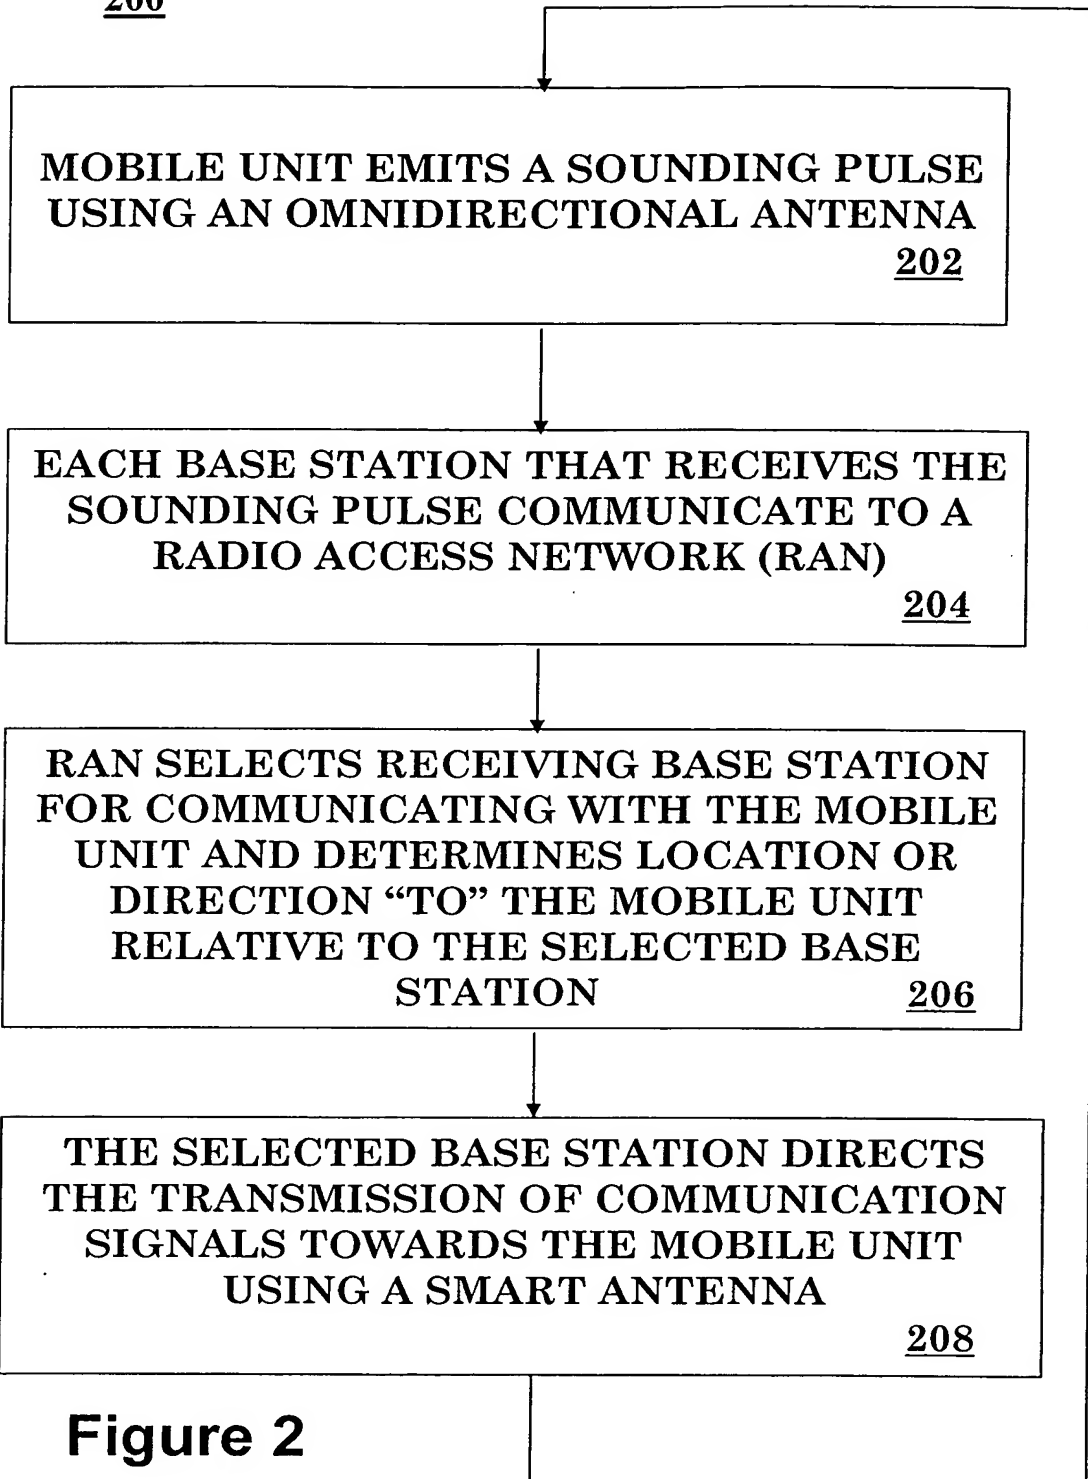 200
MOBILE UNIT EMITS A SOUNDING PULSE
USING AN OMNIDIRECTIONAL ANTENNA
202
EACH BASE STATION THAT RECEIVES THE
SOUNDING PULSE COMMUNICATE TO A
RADIO ACCESS NETWORK (RAN)
204
RAN SELECTS RECEIVING BASE STATION
FOR COMMUNICATING WITH THE MOBILE
UNIT AND DETERMINES LOCATION OR
DIRECTION “TO” THE MOBILE UNIT
RELATIVE TO THE SELECTED BASE
STATION 206
THE SELECTED BASE STATION DIRECTS
THE TRANSMISSION OF COMMUNICATION
SIGNALS TOWARDS THE MOBILE UNIT
USING A SMART ANTENNA
208
Figure 2